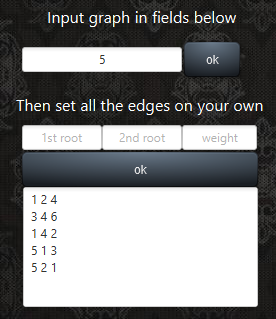 Input graph in fields below
5 ok
Then set all the edges on your own
1st root 2nd root weight
ok
1 2 4
3 4 6
1 4 2
5 1 3
5 2 1